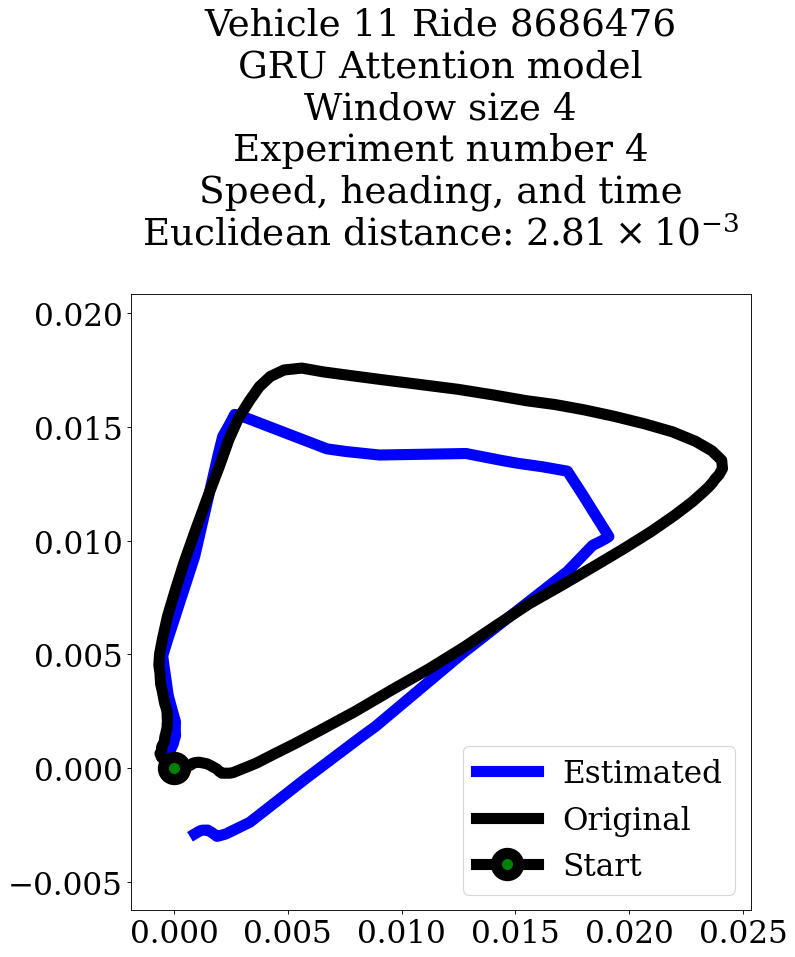 Vehicle 11 Ride 8686476
GRU Attention model
Window size 4
Experiment number 4
Speed, heading, and time
Euclidean distance: 2.81 × 10⁻³
0.020
0.015
0.010
0.005
0.000
−0.005
Estimated
Original
Start
0.000 0.005 0.010 0.015 0.020 0.025